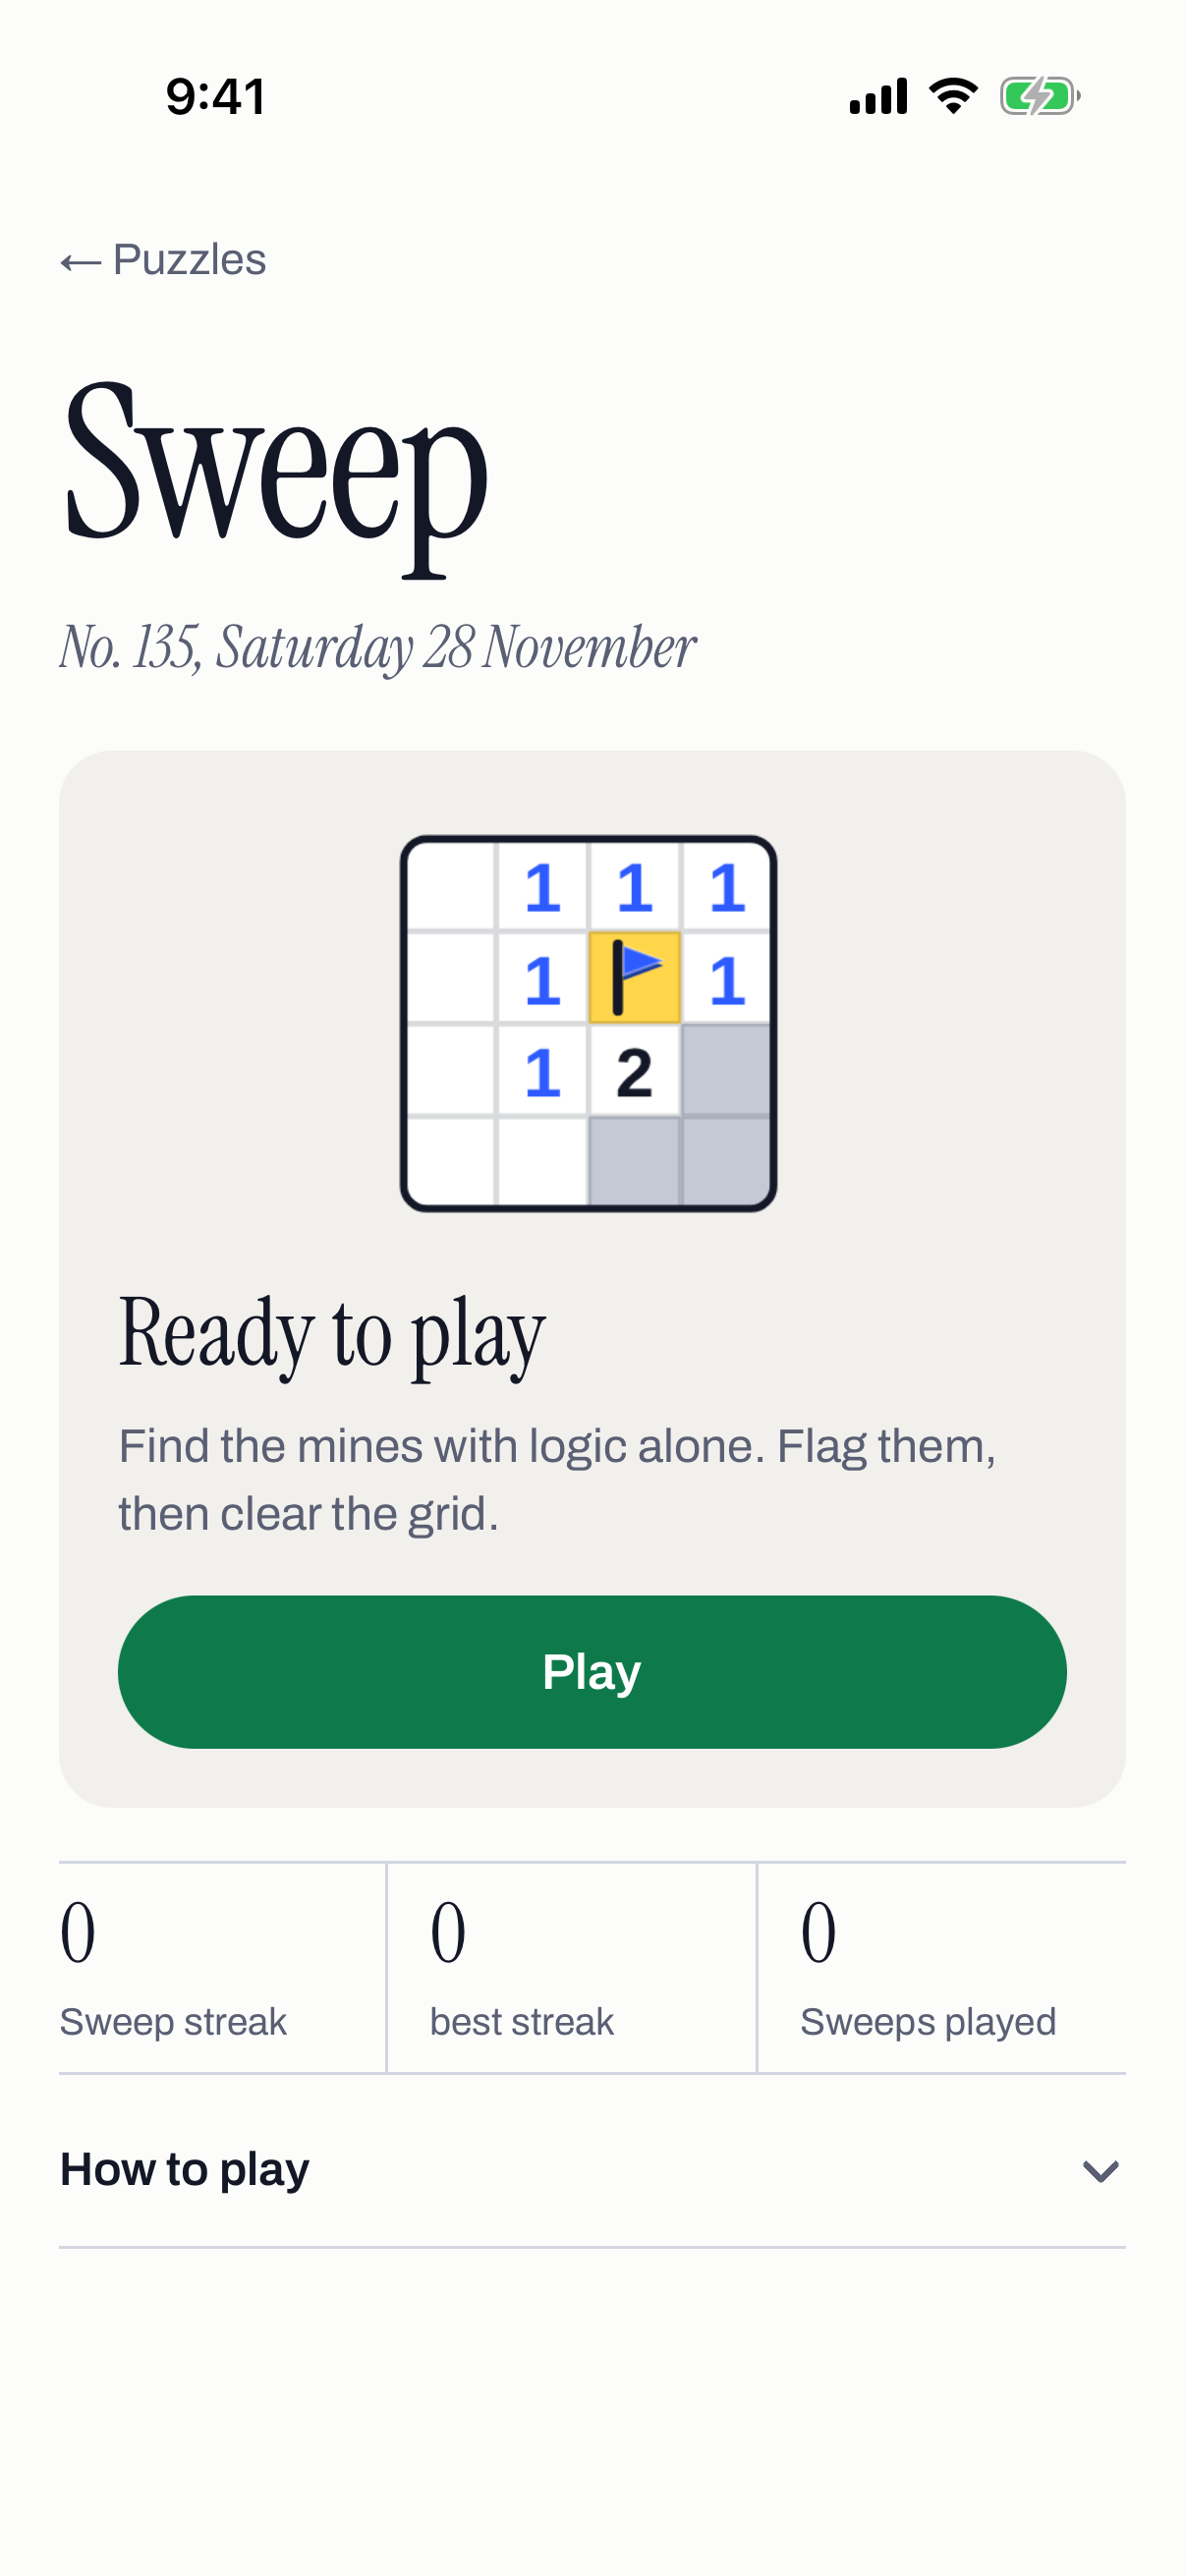 9:41
← Puzzles
Sweep
No. 135, Saturday 28 November
1 1 1
1 1
1 2
Ready to play
Find the mines with logic alone. Flag them,
then clear the grid.
Play
0 0 0
Sweep streak best streak Sweeps played
How to play